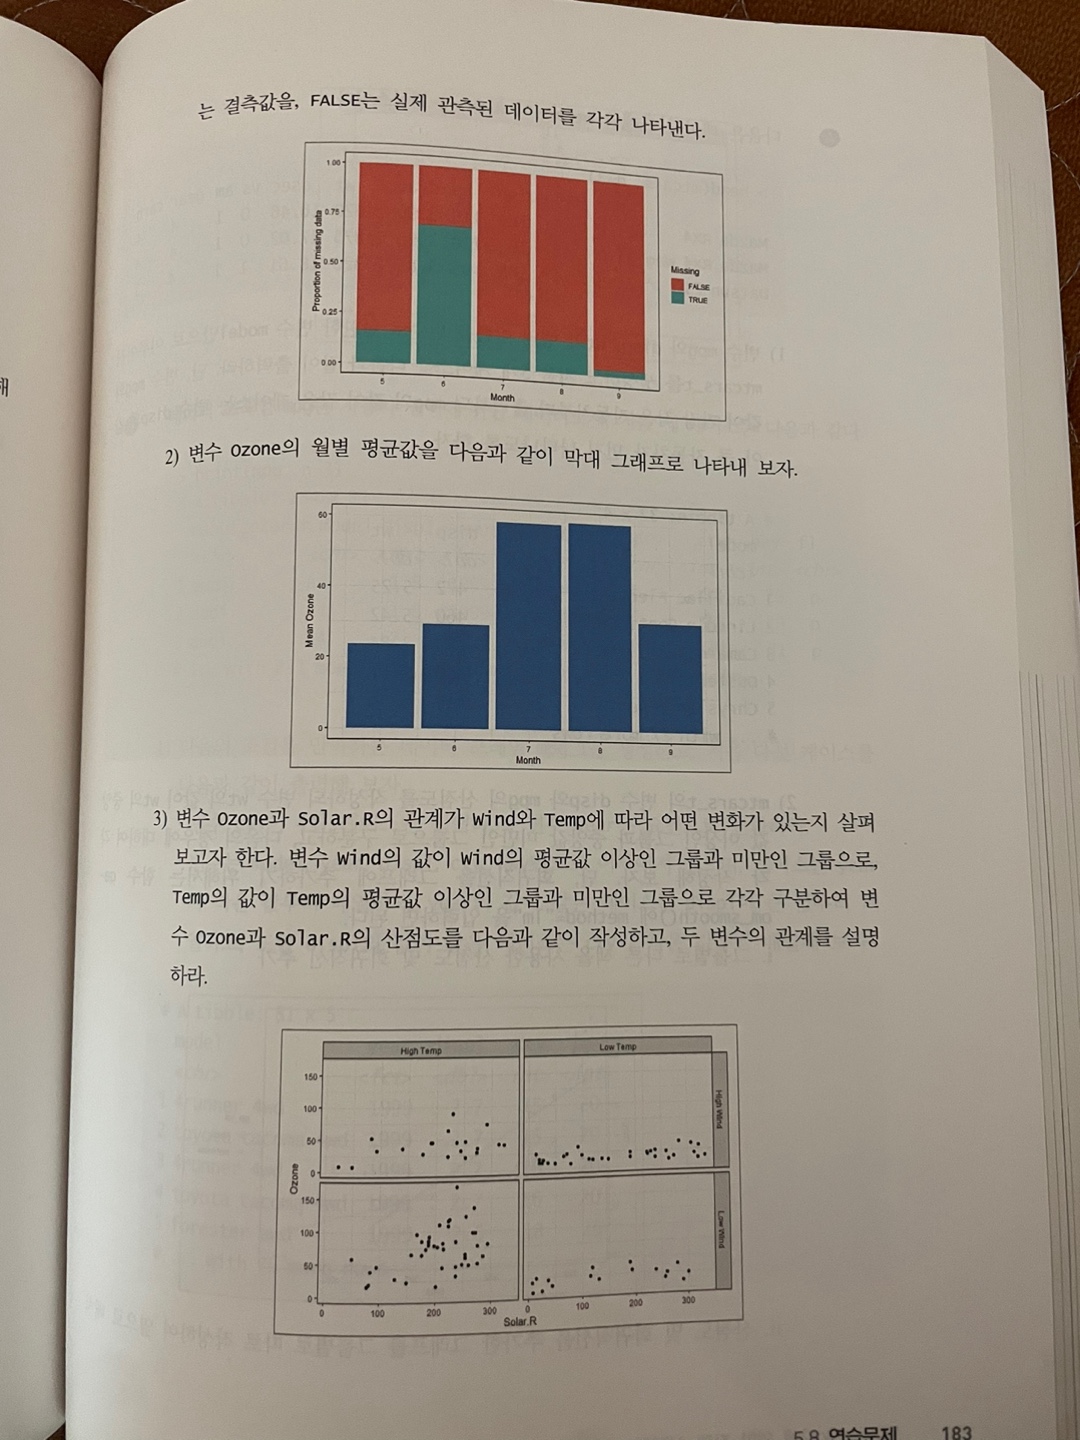 는 결측값을, FALSE는 실제 관측된 데이터를 각각 나타낸다.
1.00
0.75
0.50
0.25
0.00
Proportion of missing data
5 6 7 8 9
Month
Missing
FALSE
TRUE
2) 변수 Ozone의 월별 평균값을 다음과 같이 막대 그래프로 나타내 보자.
60
40
20
0
Mean Ozone
5 6 7 8 9
Month
3) 변수 Ozone과 Solar.R의 관계가 Wind와 Temp에 따라 어떤 변화가 있는지 살펴
보고자 한다. 변수 Wind의 값이 Wind의 평균값 이상인 그룹과 미만인 그룹으로,
Temp의 값이 Temp의 평균값 이상인 그룹과 미만인 그룹으로 각각 구분하여 변
수 Ozone과 Solar.R의 산점도를 다음과 같이 작성하고, 두 변수의 관계를 설명
하라.
High Temp Low Temp
150
100
50
0
High Wind
Ozone
150
100
50
0
Low Wind
0 100 200 300 0 100 200 300
Solar.R
5.8 연습문제 183